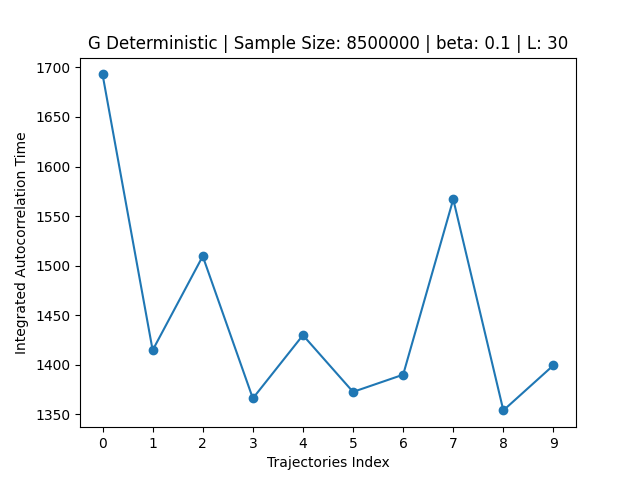 G Deterministic | Sample Size: 8500000 | beta: 0.1 | L: 30
1700
1650
1600
1550
1500
1450
1400
1350
Integrated Autocorrelation Time
0 1 2 3 4 5 6 7 8 9
Trajectories Index